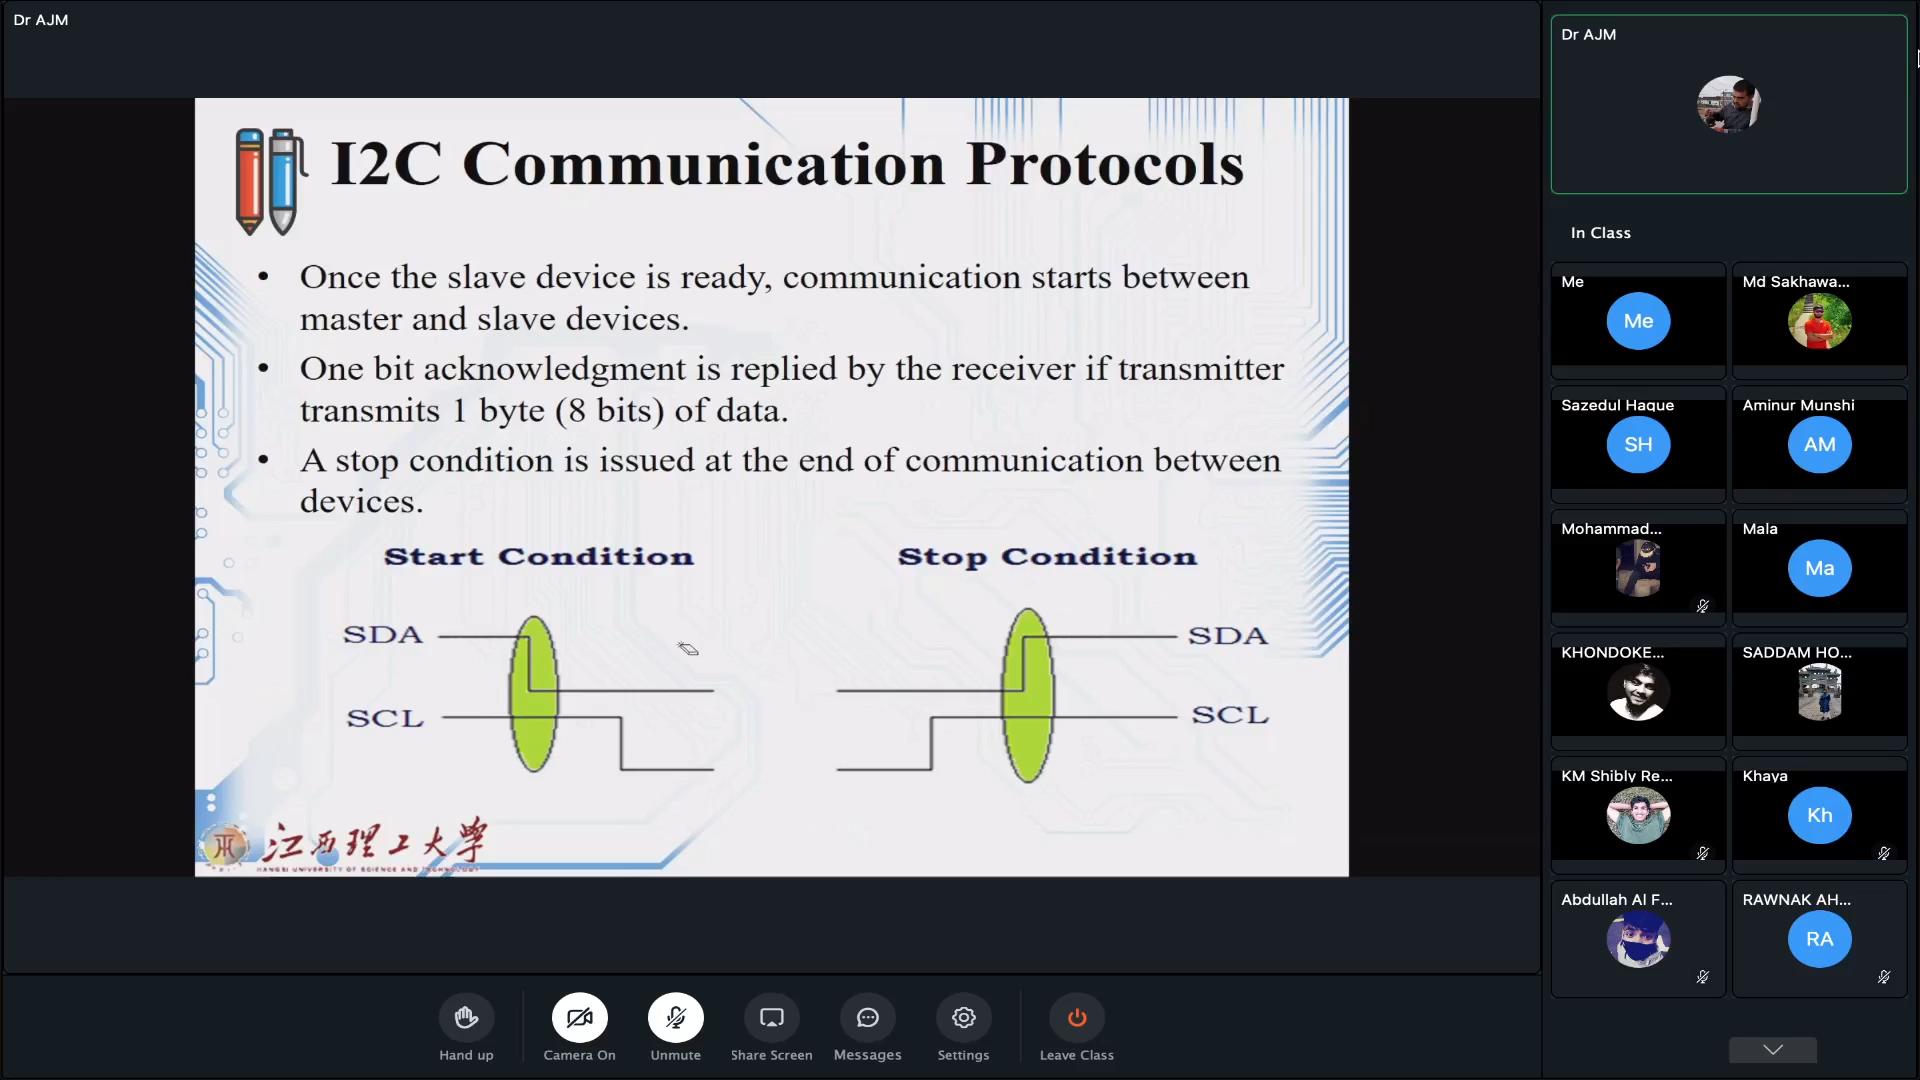 Dr AJM
I2C Communication Protocols
• Once the slave device is ready, communication starts between
master and slave devices.
• One bit acknowledgment is replied by the receiver if transmitter
transmits 1 byte (8 bits) of data.
• A stop condition is issued at the end of communication between
devices.
Start Condition
Stop Condition
SDA
SCL
SDA
SCL
江西理工大学
Dr AJM
In Class
Me
Me
Md Sakhawa...
Sazedul Haque
SH
Aminur Munshi
AM
Mohammad...
Mala
Ma
KHONDOKE...
SADDAM HO...
KM Shibly Re...
Khaya
Kh
Abdullah Al F...
RAWNAK AH...
RA
Hand up
Camera On
Unmute
Share Screen
Messages
Settings
Leave Class